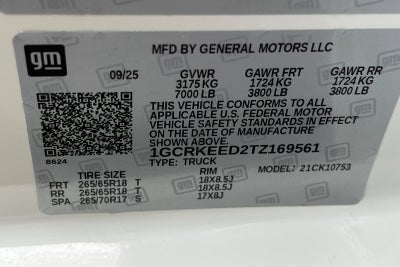 gm
MFD BY GENERAL MOTORS LLC
09/25 GVWR GAWR FRT GAWR RR
3175 KG 1724 KG 1724 KG
7000 LB 3800 LB 3800 LB
THIS VEHICLE CONFORMS TO ALL
APPLICABLE U.S. FEDERAL MOTOR
VEHICLE SAFETY STANDARDS IN EFFECT
ON THE DATE OF MANUFACTURE
SHOWN ABOVE.
1GCRKEED2TZ169561
8624 TYPE: TRUCK MODEL: 21CK10753
TIRE SIZE RIM
FRT 265/65R18 T 18X8.5J
RR 265/65R18 T 18X8.5J
SPA 265/70R17 S 17X8J